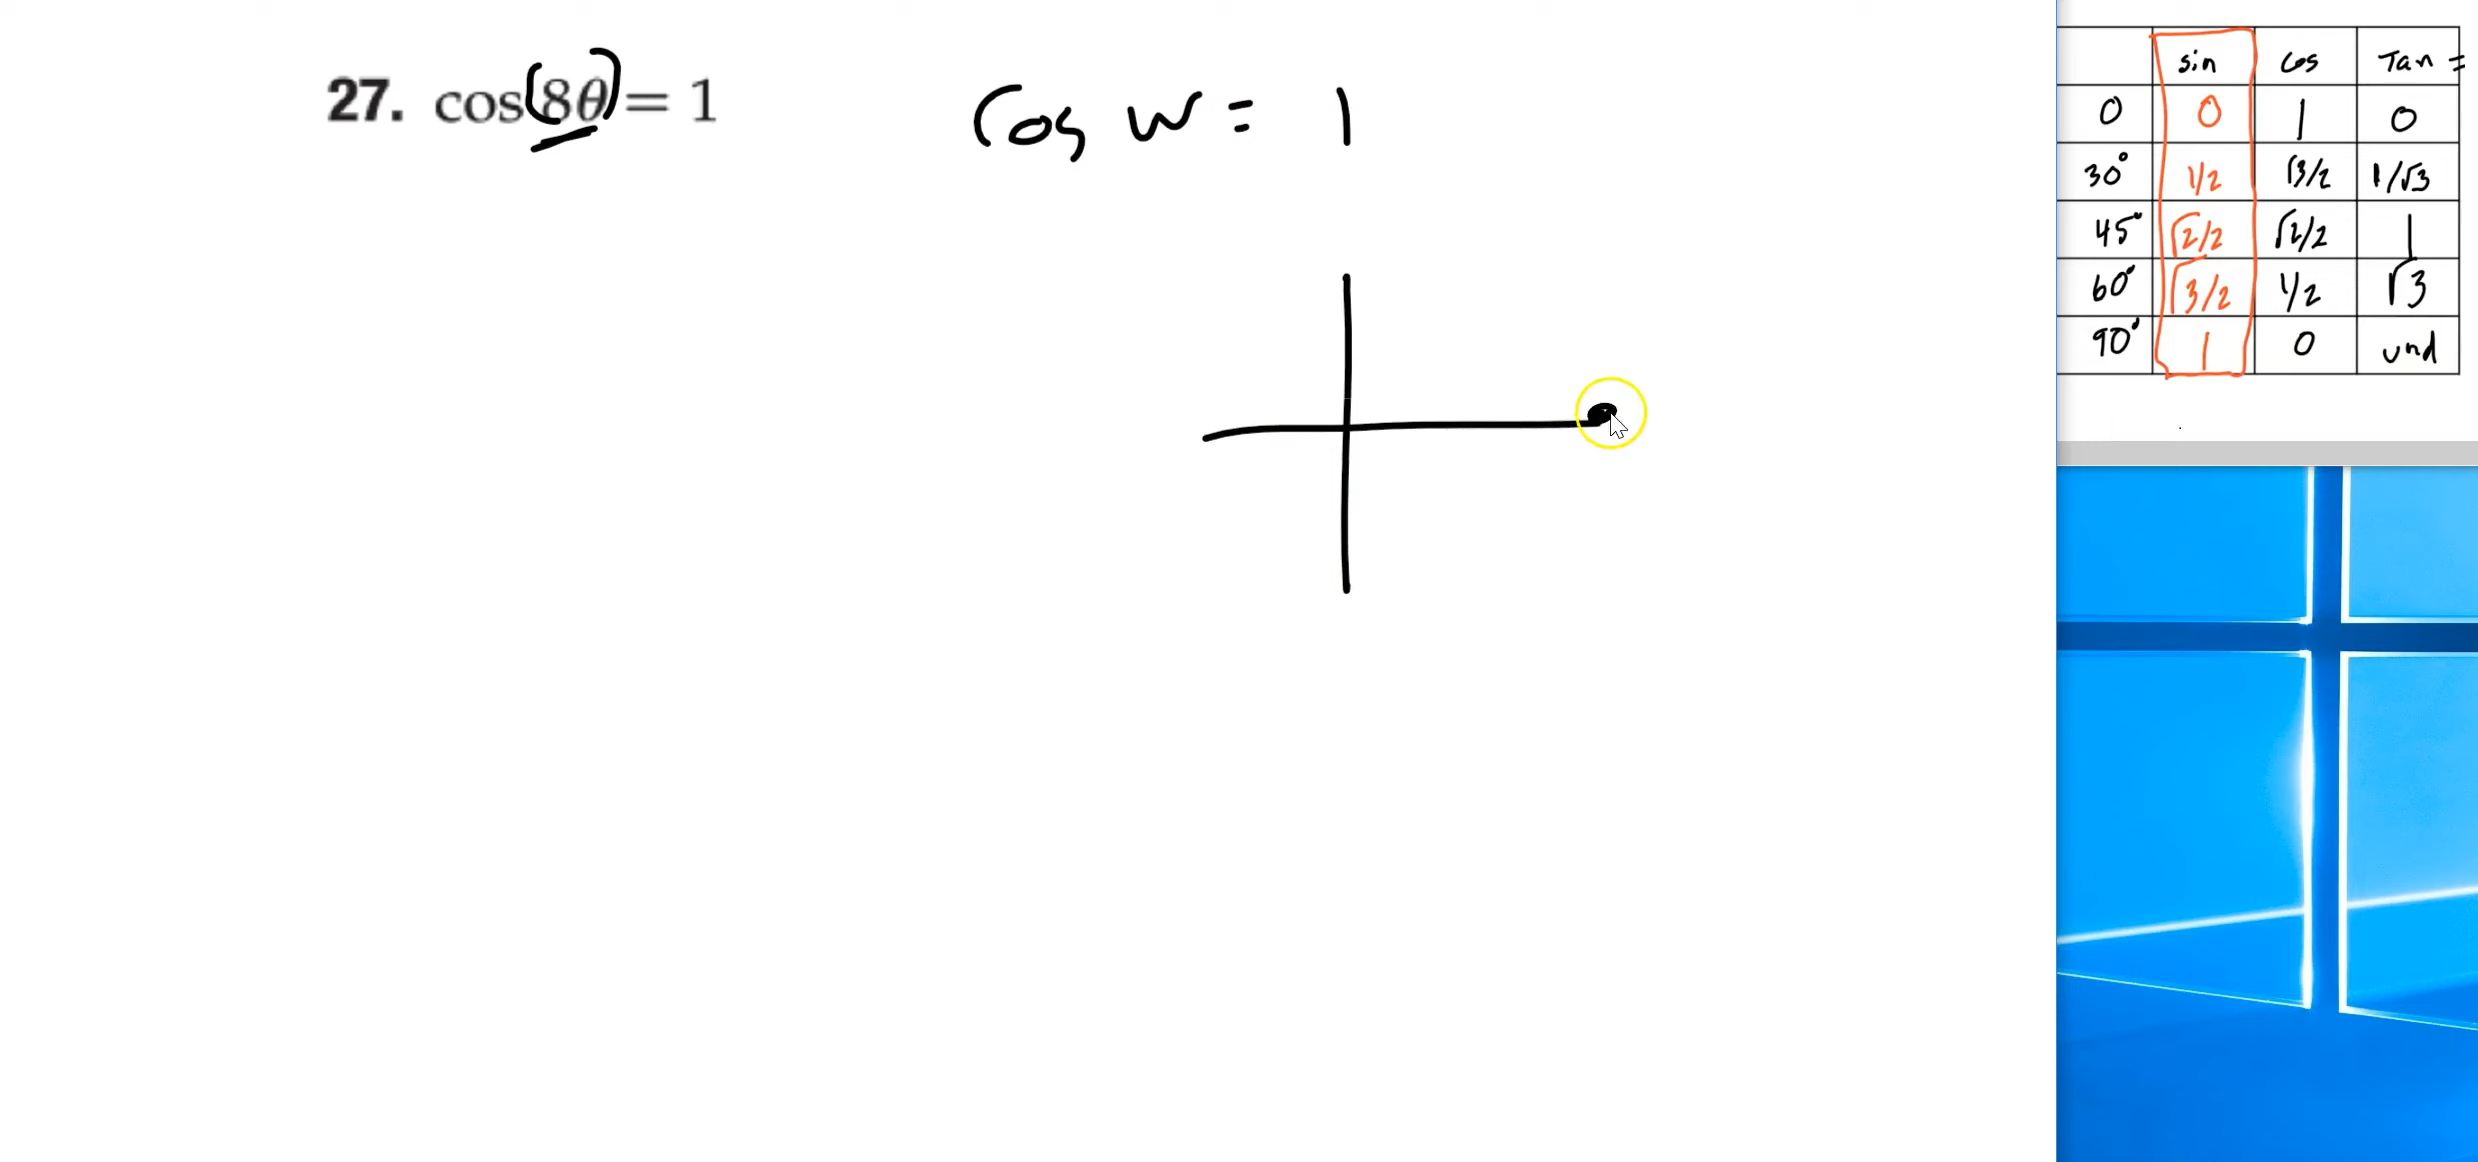 27. cos(8θ) = 1
Cos w = 1
sin cos Tan =
0 0 1 0
30° 1/2 √3/2 1/√3
45° √2/2 √2/2 1
60° √3/2 1/2 √3
90° 1 0 und